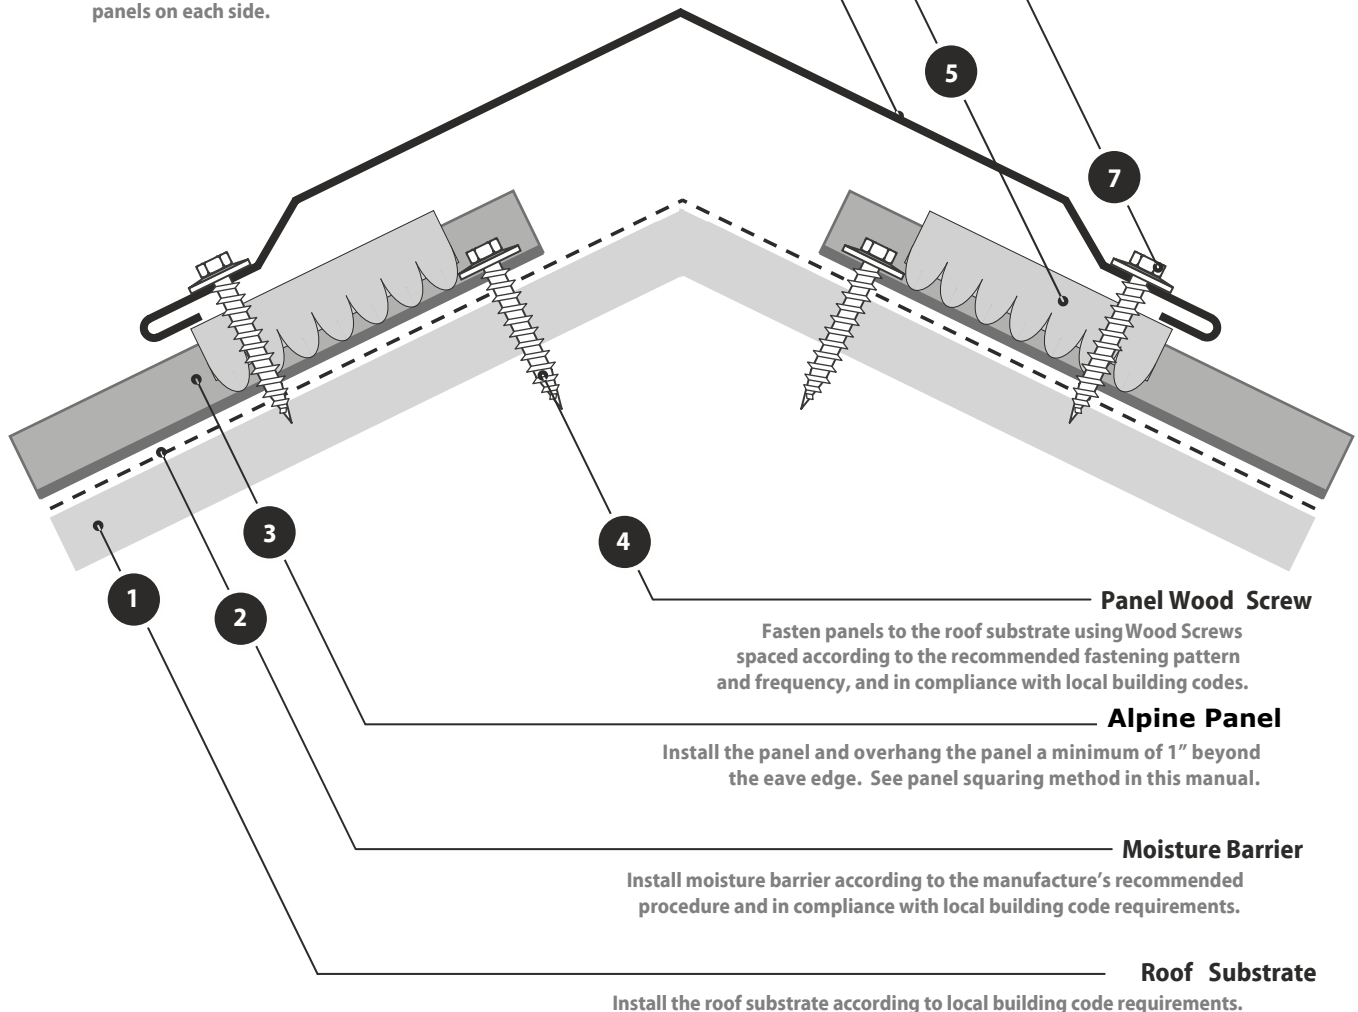 panels on each side.
5
7
3
4
1
2
Panel Wood Screw
Fasten panels to the roof substrate using Wood Screws
spaced according to the recommended fastening pattern
and frequency, and in compliance with local building codes.
Alpine Panel
Install the panel and overhang the panel a minimum of 1" beyond
the eave edge. See panel squaring method in this manual.
Moisture Barrier
Install moisture barrier according to the manufacture's recommended
procedure and in compliance with local building code requirements.
Roof Substrate
Install the roof substrate according to local building code requirements.